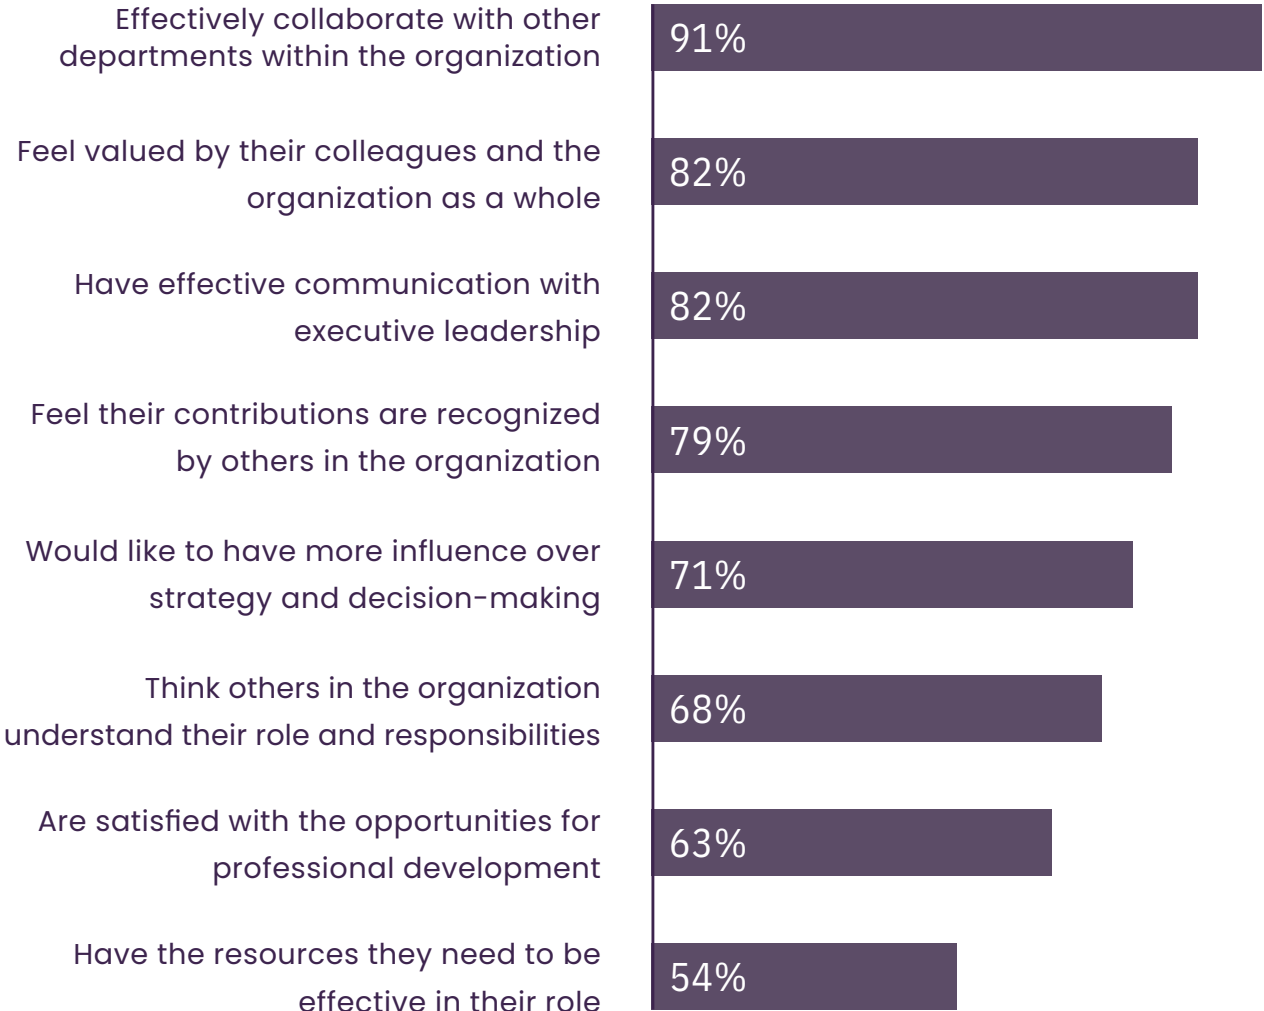 Effectively collaborate with other
departments within the organization
91%
Feel valued by their colleagues and the
organization as a whole
82%
Have effective communication with
executive leadership
82%
Feel their contributions are recognized
by others in the organization
79%
Would like to have more influence over
strategy and decision-making
71%
Think others in the organization
understand their role and responsibilities
68%
Are satisfied with the opportunities for
professional development
63%
Have the resources they need to be
effective in their role
54%